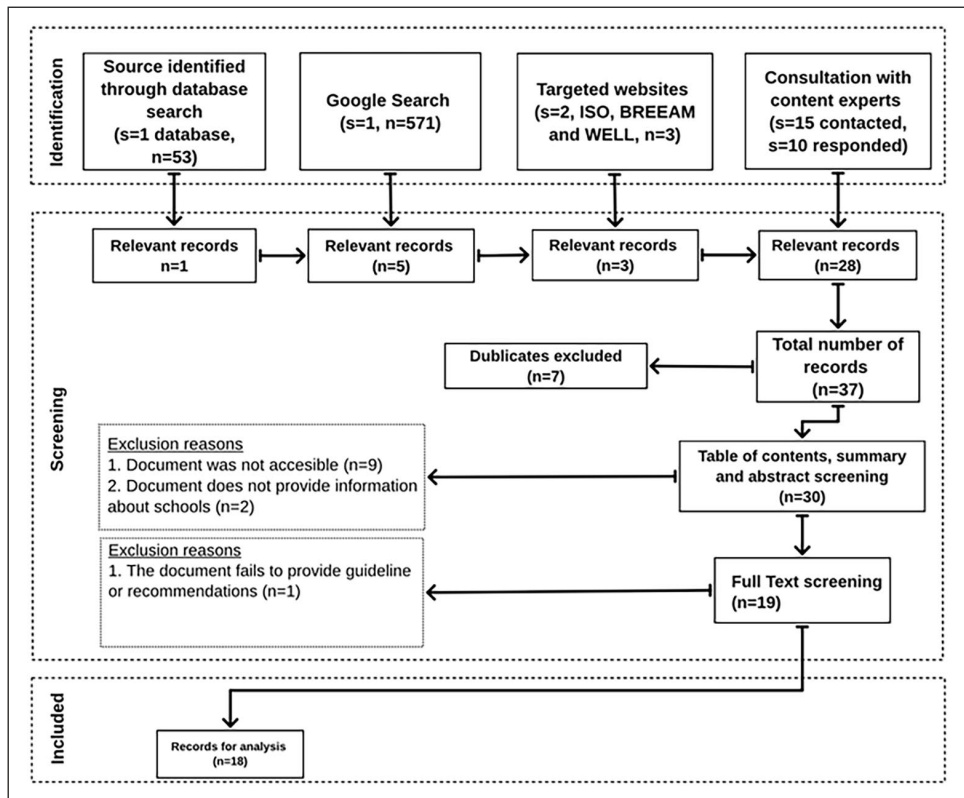 Identification
Source identified
through database
search
(s=1 database,
n=53)
Google Search
(s=1, n=571)
Targeted websites
(s=2, ISO, BREEAM
and WELL, n=3)
Consultation with
content experts
(s=15 contacted,
s=10 responded)
Screening
Relevant records
n=1
Relevant records
(n=5)
Relevant records
(n=3)
Relevant records
(n=28)
Total number of
records
(n=37)
Dublicates excluded
(n=7)
Table of contents, summary
and abstract screening
(n=30)
Exclusion reasons
1. Document was not accesible (n=9)
2. Document does not provide information
about schools (n=2)
Full Text screening
(n=19)
Exclusion reasons
1. The document fails to provide guideline
or recommendations (n=1)
Included
Records for analysis
(n=18)